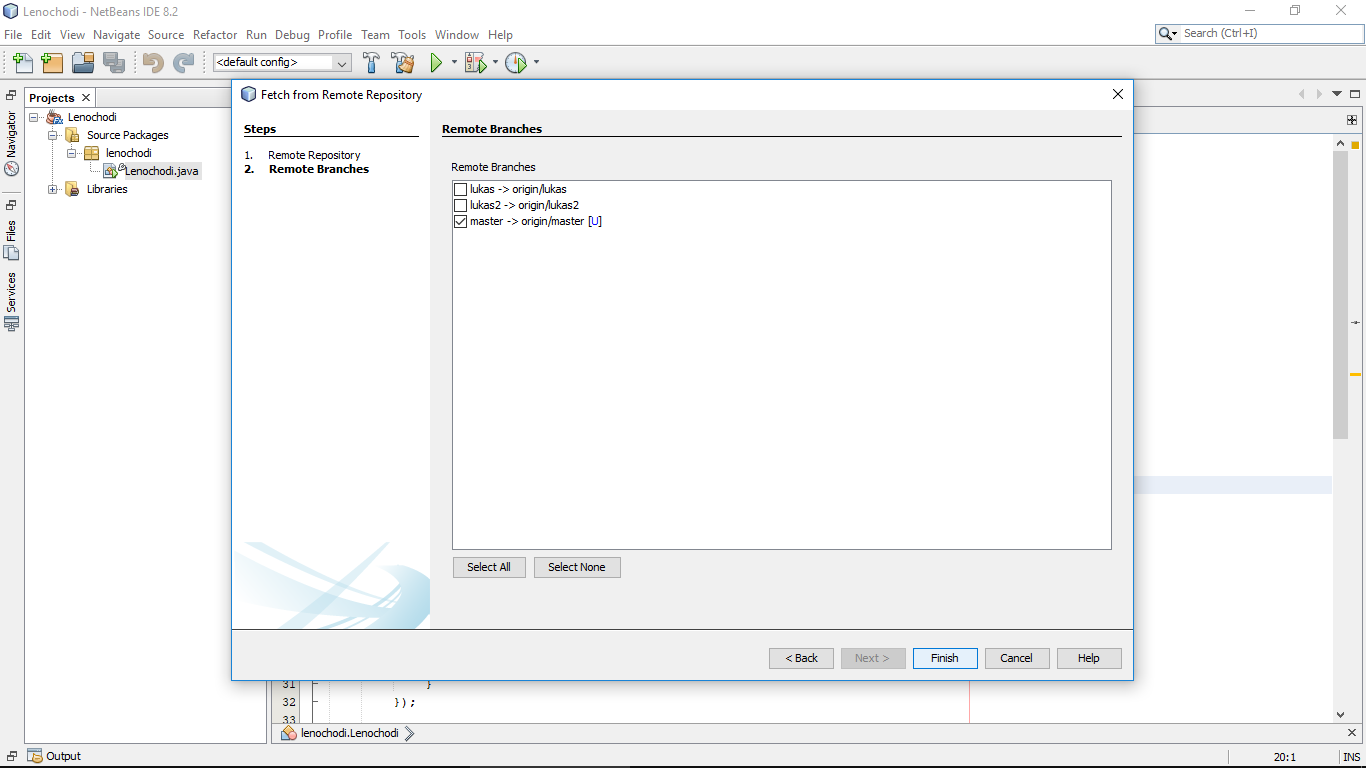 Lenochodi - NetBeans IDE 8.2
File Edit View Navigate Source Refactor Run Debug Profile Team Tools Window Help
Search (Ctrl+I)
<default config>
Projects
Navigator
Files
Services
Lenochodi
Source Packages
lenochodi
Lenochodi.java
Libraries
Fetch from Remote Repository
Steps
1. Remote Repository
2. Remote Branches
Remote Branches
Remote Branches
lukas -> origin/lukas
lukas2 -> origin/lukas2
master -> origin/master [U]
Select All Select None
< Back Next > Finish Cancel Help
31 }
32 });
33
lenochodi.Lenochodi
Output
20:1 INS